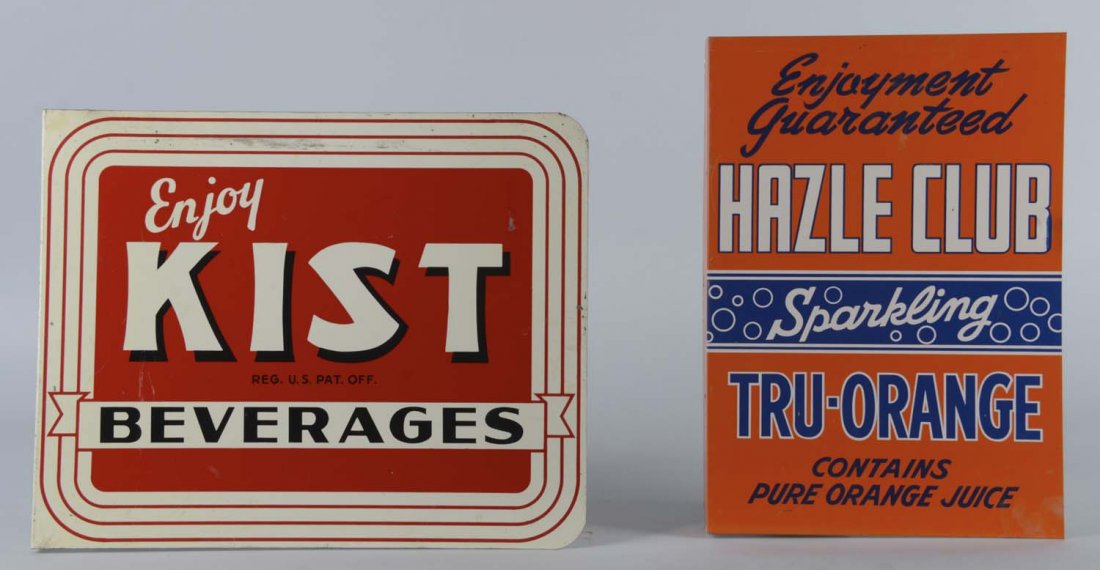 Enjoy
KIST
REG. U.S. PAT. OFF.
BEVERAGES
Enjoyment
Guaranteed
HAZLE CLUB
Sparkling
TRU-ORANGE
CONTAINS
PURE ORANGE JUICE